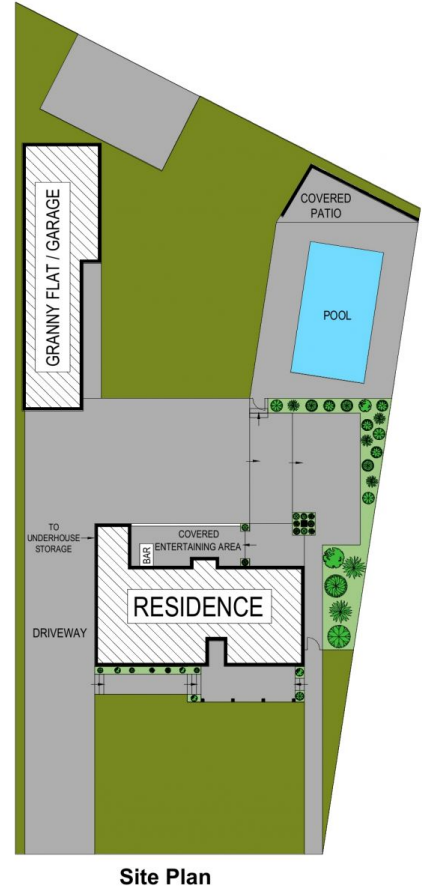 COVERED
PATIO
GRANNY FLAT / GARAGE
POOL
TO
UNDERHOUSE
STORAGE
BAR
COVERED
ENTERTAINING AREA
RESIDENCE
DRIVEWAY
Site Plan